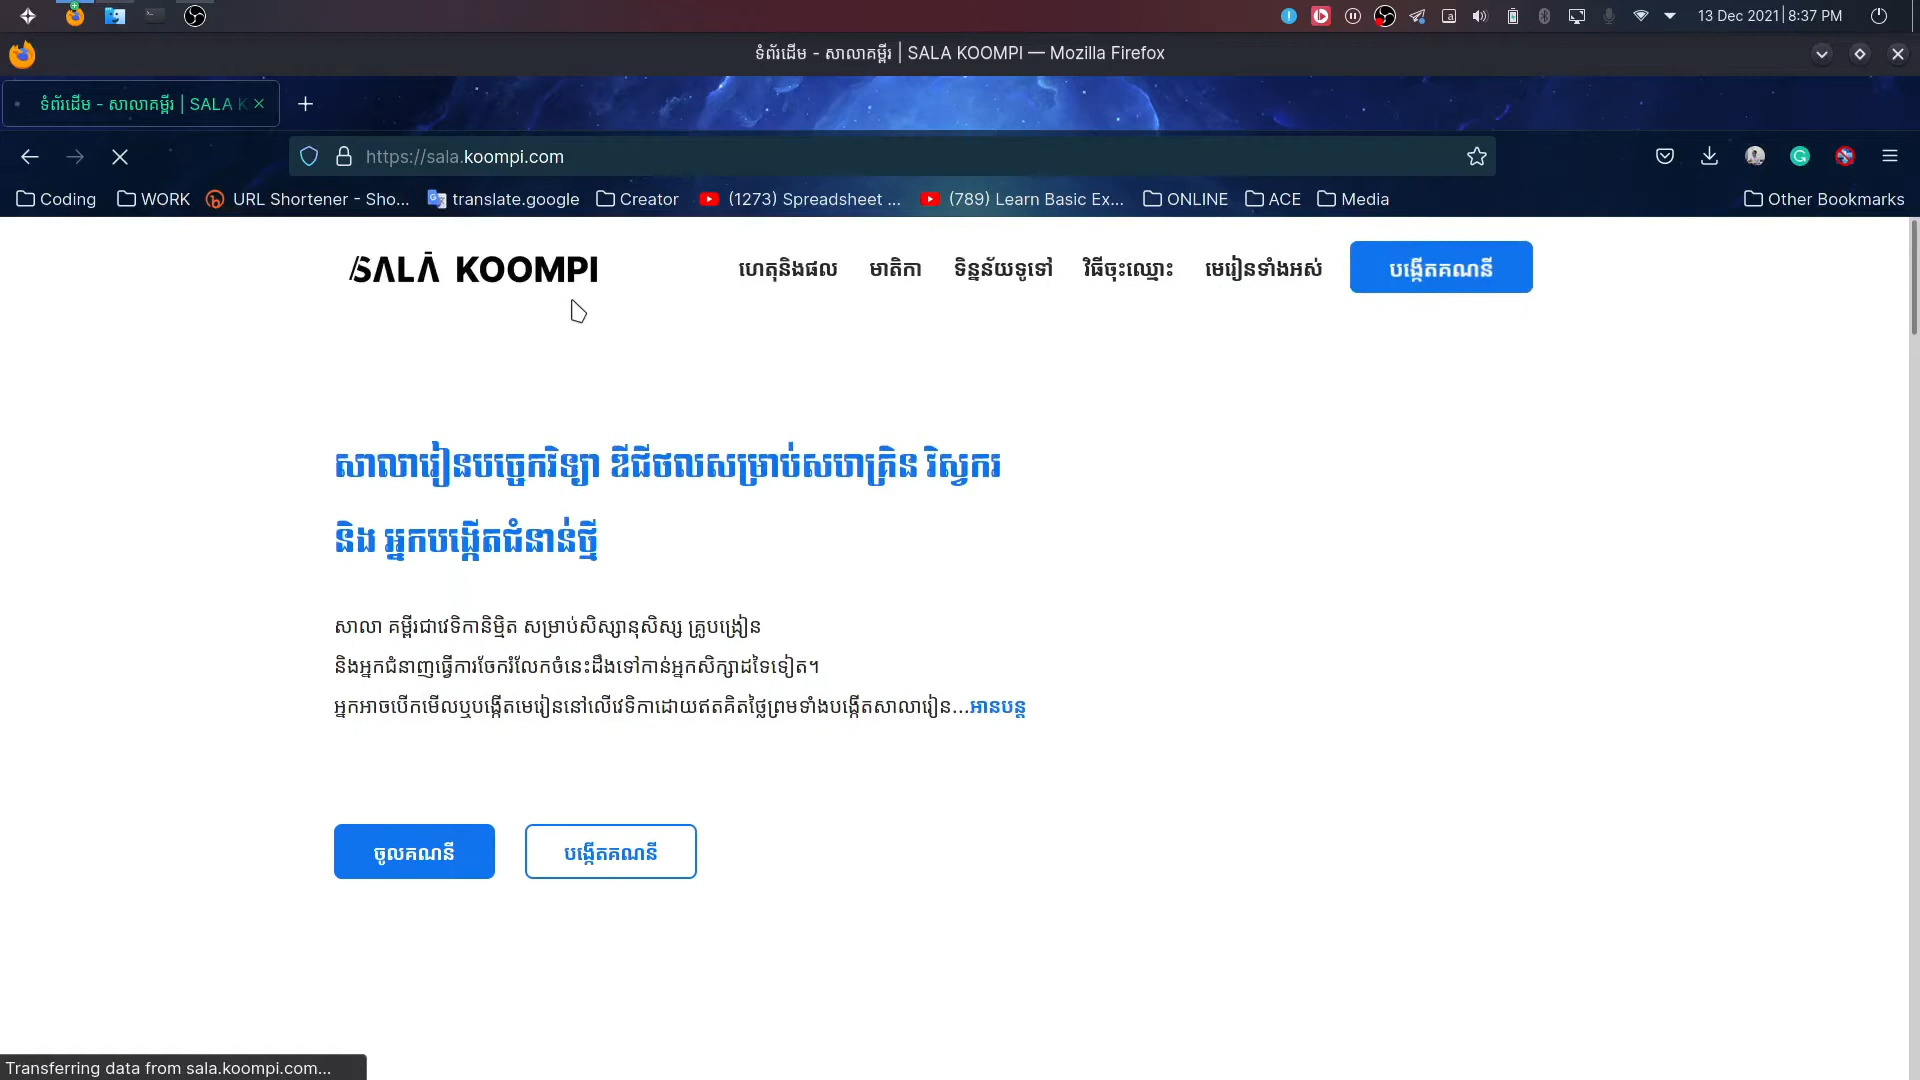 13 Dec 2021 8:37 PM
ទំព័រដើម - សាលាគម្ពីរ | SALA KOOMPI — Mozilla Firefox
ទំព័រដើម - សាលាគម្ពីរ | SALA K
https://sala.koompi.com
Coding WORK URL Shortener - Sho... translate.google Creator (1273) Spreadsheet ... (789) Learn Basic Ex... ONLINE ACE Media Other Bookmarks
SALA KOOMPI
ហេតុនិងផល មាតិកា ទិន្នន័យទូទៅ វិធីចុះឈ្មោះ មេរៀនទាំងអស់ បង្កើតគណនី
សាលារៀនបច្ចេកវិទ្យា ឌីជីថលសម្រាប់សហគ្រិន វិស្វករ
និង អ្នកបង្កើតជំនាន់ថ្មី
សាលា គម្ពីរជាវេទិកានិម្មិត សម្រាប់សិស្សានុសិស្ស គ្រូបង្រៀន
និងអ្នកជំនាញធ្វើការចែករំលែកចំនេះដឹងទៅកាន់អ្នកសិក្សាដទៃទៀត។
អ្នកអាចបើកមើលឬបង្កើតមេរៀននៅលើវេទិកាដោយឥតគិតថ្លៃព្រមទាំងបង្កើតសាលារៀន...អានបន្ត
ចូលគណនី បង្កើតគណនី
Transferring data from sala.koompi.com...